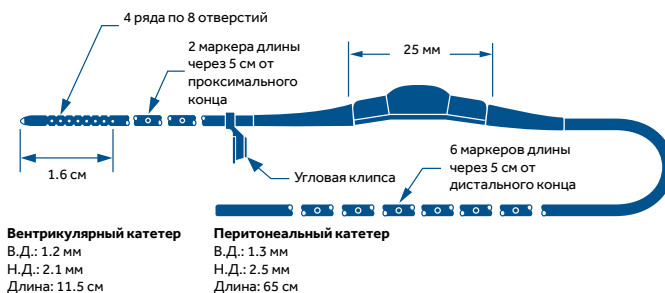 4 ряда по 8 отверстий
2 маркера длины
через 5 см от
проксимального
конца
25 мм
1.6 см
Угловая клипса
6 маркеров длины
через 5 см от
дистального конца
Вентрикулярный катетер
В.Д.: 1.2 мм
Н.Д.: 2.1 мм
Длина: 11.5 см
Перитонеальный катетер
В.Д.: 1.3 мм
Н.Д.: 2.5 мм
Длина: 65 см